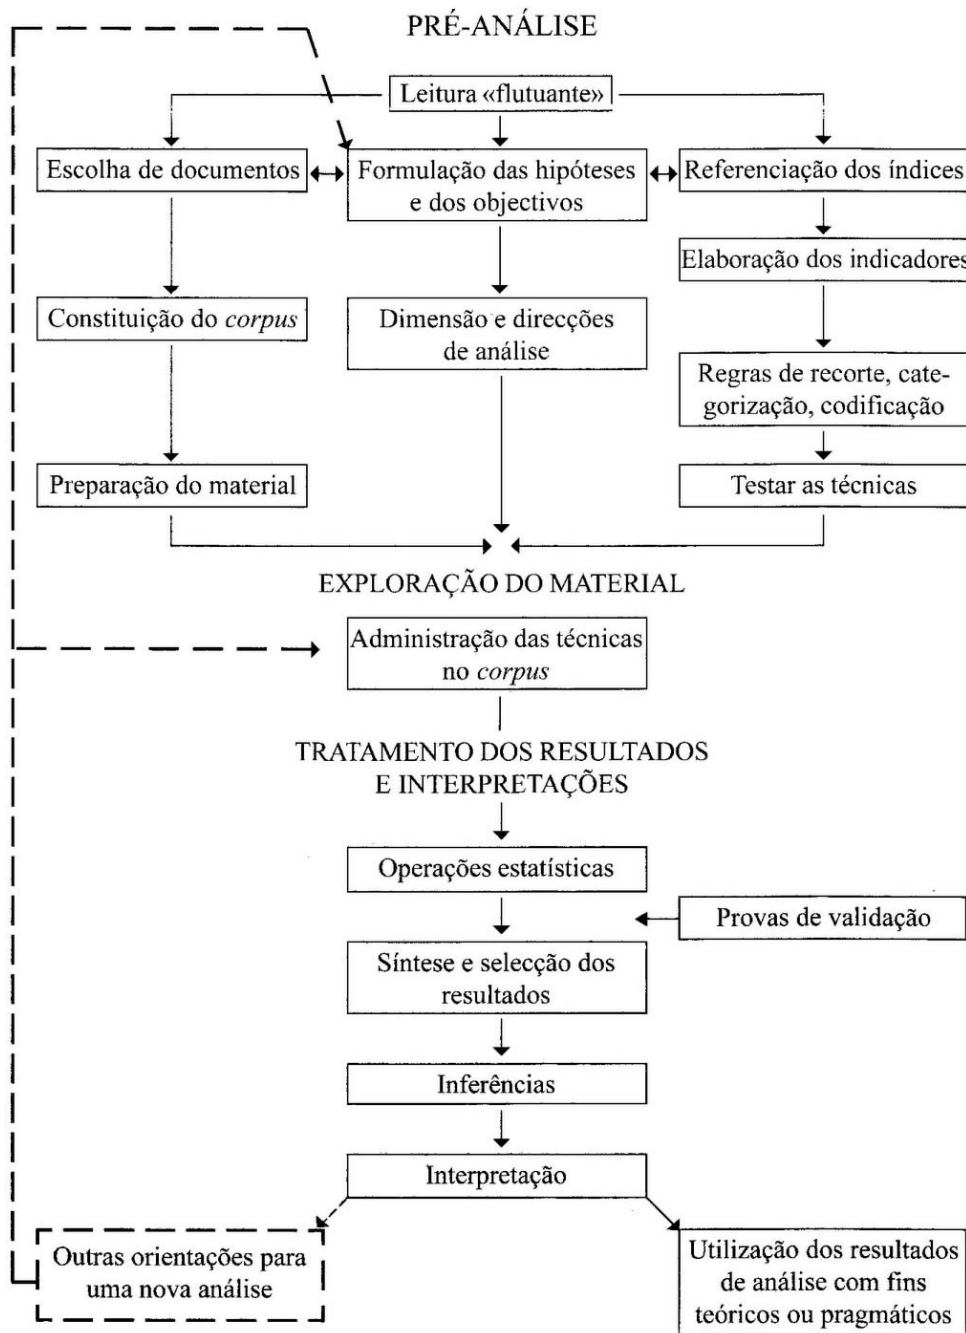 PRÉ-ANÁLISE
Leitura «flutuante»
Escolha de documentos
Formulação das hipóteses
e dos objectivos
Referenciação dos índices
Elaboração dos indicadores
Constituição do corpus
Dimensão e direcções
de análise
Regras de recorte, cate-
gorização, codificação
Preparação do material
Testar as técnicas
EXPLORAÇÃO DO MATERIAL
Administração das técnicas
no corpus
TRATAMENTO DOS RESULTADOS
E INTERPRETAÇÕES
Operações estatísticas
Provas de validação
Síntese e selecção dos
resultados
Inferências
Interpretação
Outras orientações para
uma nova análise
Utilização dos resultados
de análise com fins
teóricos ou pragmáticos